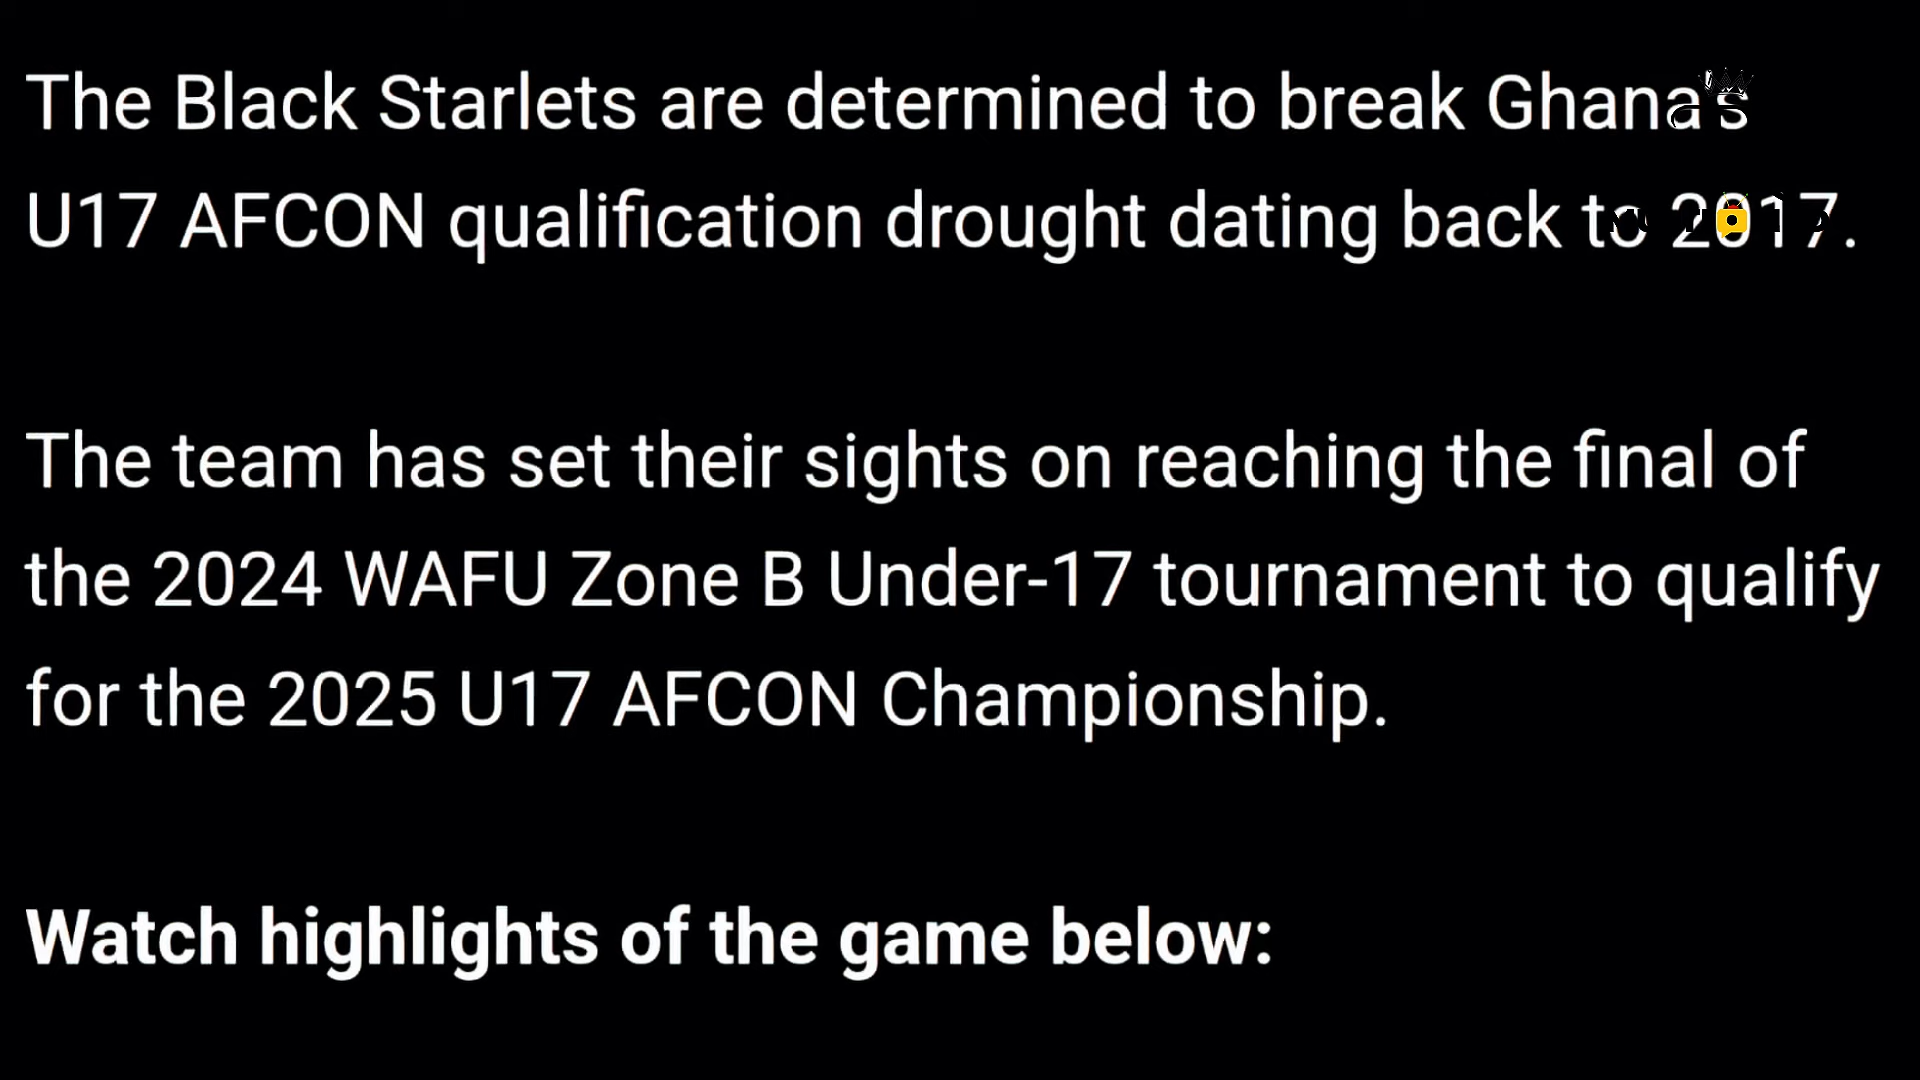 The Black Starlets are determined to break Ghana's
U17 AFCON qualification drought dating back to 2017.
The team has set their sights on reaching the final of
the 2024 WAFU Zone B Under-17 tournament to qualify
for the 2025 U17 AFCON Championship.
Watch highlights of the game below: